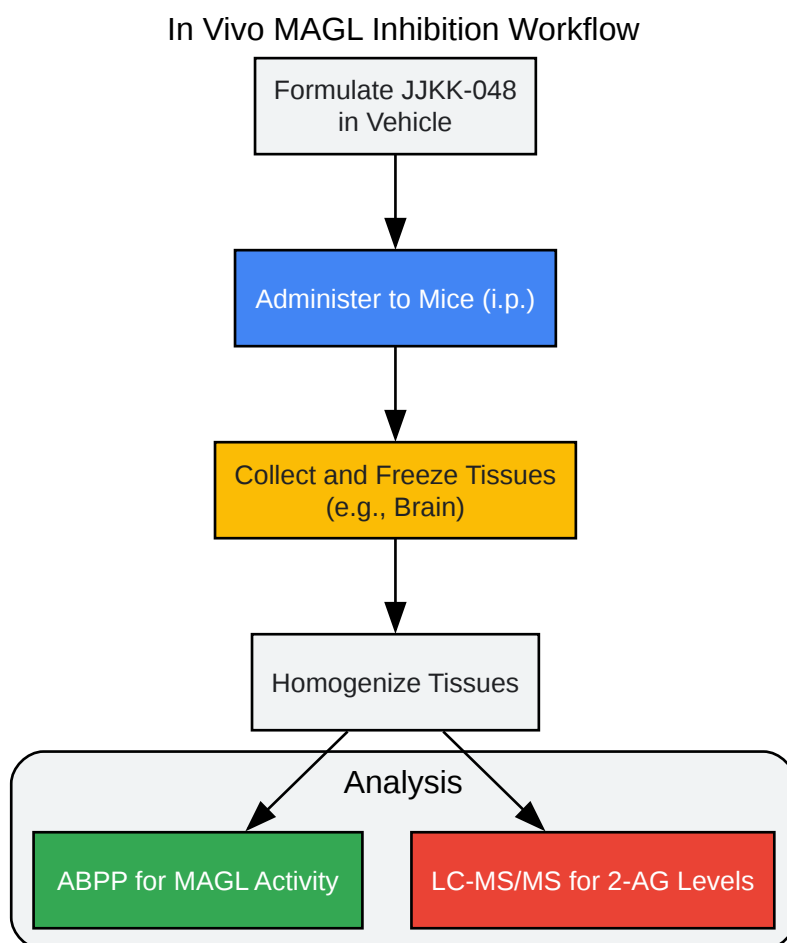 In Vivo MAGL Inhibition Workflow
Formulate JJKK-048
in Vehicle
Administer to Mice (i.p.)
Collect and Freeze Tissues
(e.g., Brain)
Homogenize Tissues
Analysis
ABPP for MAGL Activity
LC-MS/MS for 2-AG Levels